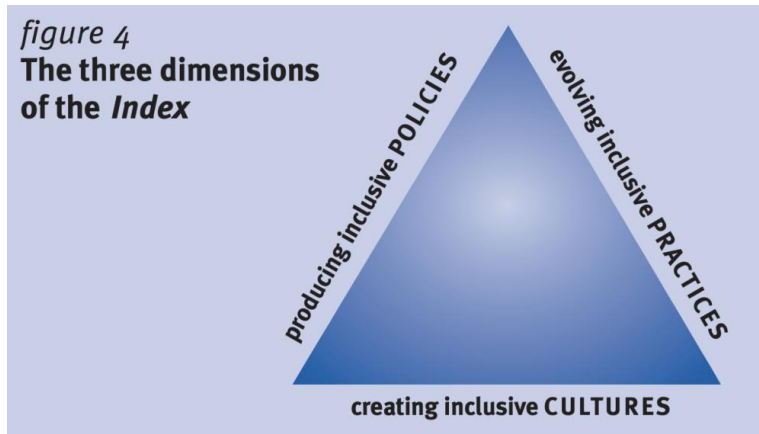 figure 4
The three dimensions
of the Index
producing inclusive POLICIES
evolving inclusive PRACTICES
creating inclusive CULTURES